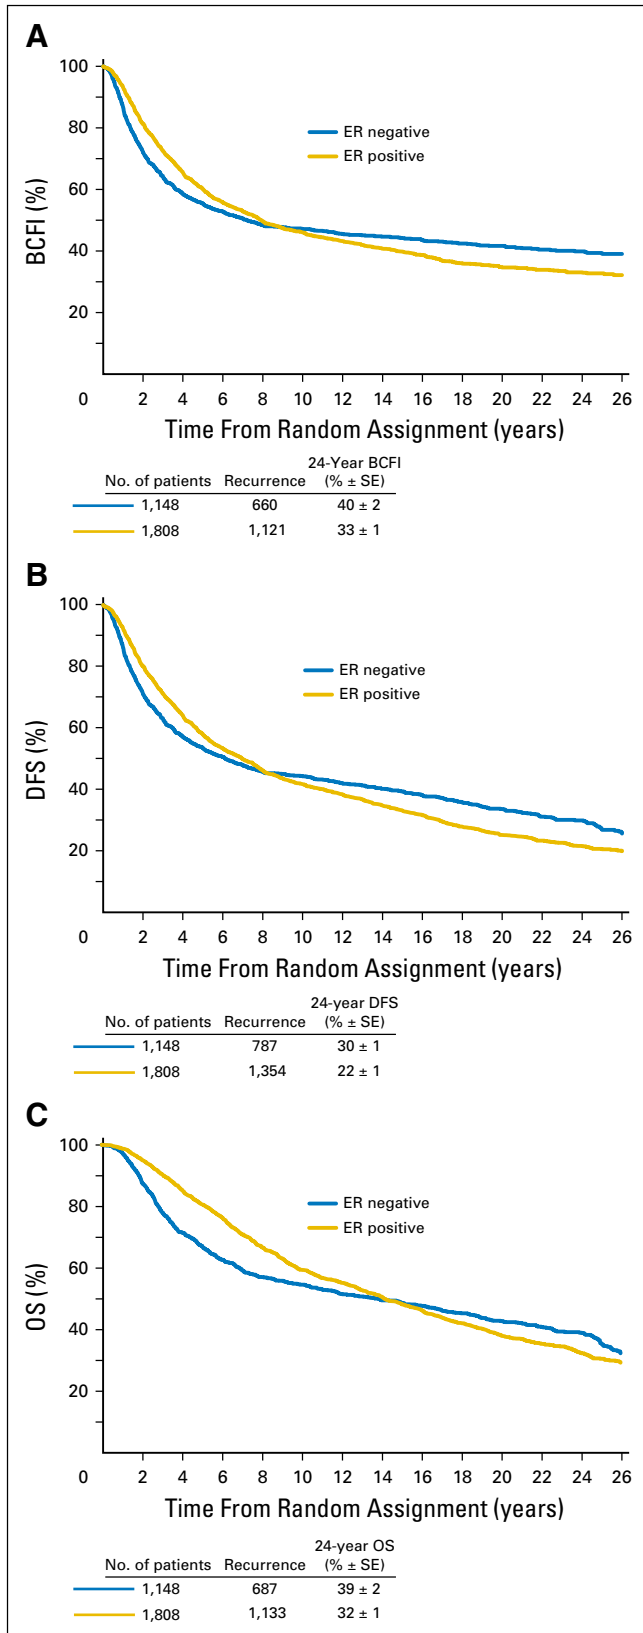 A
100
80
60
40
20
BCFI (%)
ER negative
ER positive
0 2 4 6 8 10 12 14 16 18 20 22 24 26
Time From Random Assignment (years)
24-Year BCFI
No. of patients Recurrence (% ± SE)
1,148 660 40 ± 2
1,808 1,121 33 ± 1
B
100
80
60
40
20
DFS (%)
ER negative
ER positive
0 2 4 6 8 10 12 14 16 18 20 22 24 26
Time From Random Assignment (years)
24-year DFS
No. of patients Recurrence (% ± SE)
1,148 787 30 ± 1
1,808 1,354 22 ± 1
C
100
80
60
40
20
OS (%)
ER negative
ER positive
0 2 4 6 8 10 12 14 16 18 20 22 24 26
Time From Random Assignment (years)
24-year OS
No. of patients Recurrence (% ± SE)
1,148 687 39 ± 2
1,808 1,133 32 ± 1